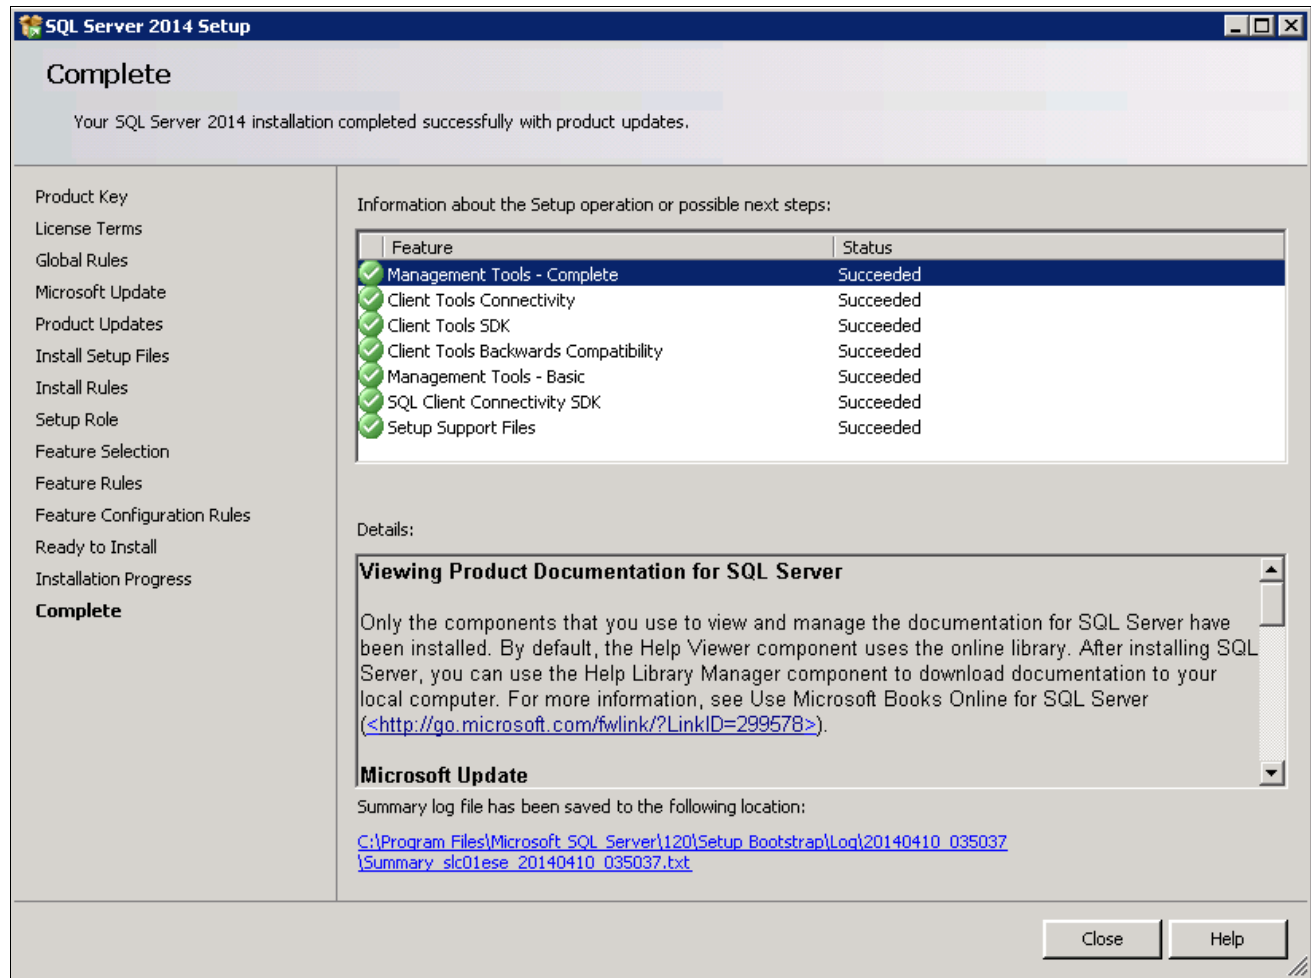 SQL Server 2014 Setup
Complete
Your SQL Server 2014 installation completed successfully with product updates.
Product Key
License Terms
Global Rules
Microsoft Update
Product Updates
Install Setup Files
Install Rules
Setup Role
Feature Selection
Feature Rules
Feature Configuration Rules
Ready to Install
Installation Progress
Complete
Information about the Setup operation or possible next steps:
Feature Status
Management Tools - Complete Succeeded
Client Tools Connectivity Succeeded
Client Tools SDK Succeeded
Client Tools Backwards Compatibility Succeeded
Management Tools - Basic Succeeded
SQL Client Connectivity SDK Succeeded
Setup Support Files Succeeded
Details:
Viewing Product Documentation for SQL Server
Only the components that you use to view and manage the documentation for SQL Server have
been installed. By default, the Help Viewer component uses the online library. After installing SQL
Server, you can use the Help Library Manager component to download documentation to your
local computer. For more information, see Use Microsoft Books Online for SQL Server
(<http://go.microsoft.com/fwlink/?LinkID=299578>).
Microsoft Update
Summary log file has been saved to the following location:
C:\Program Files\Microsoft SQL Server\120\Setup Bootstrap\Log\20140410_035037
\Summary_slc01ese_20140410_035037.txt
Close Help